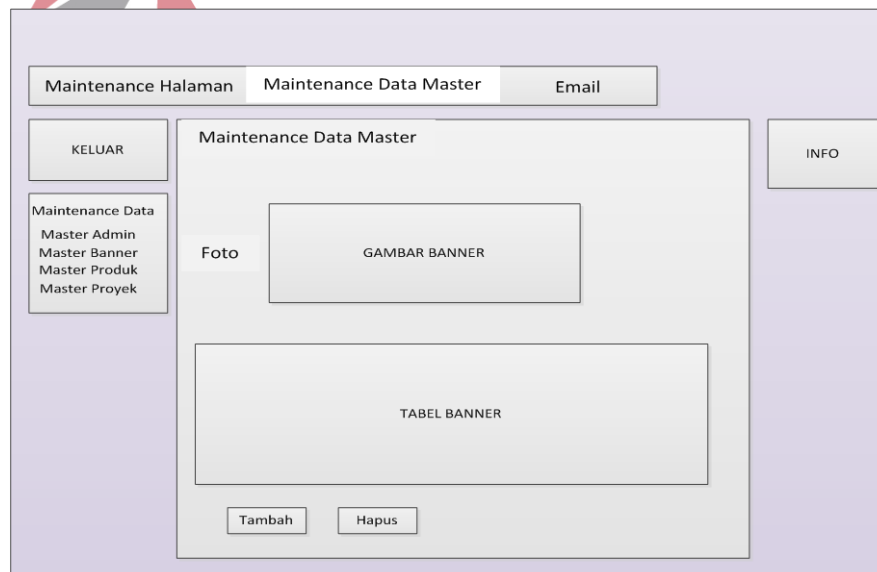 Maintenance Halaman Maintenance Data Master Email
KELUAR
Maintenance Data Master
INFO
Maintenance Data
Master Admin
Master Banner
Master Produk
Master Proyek
Foto
GAMBAR BANNER
TABEL BANNER
Tambah
Hapus